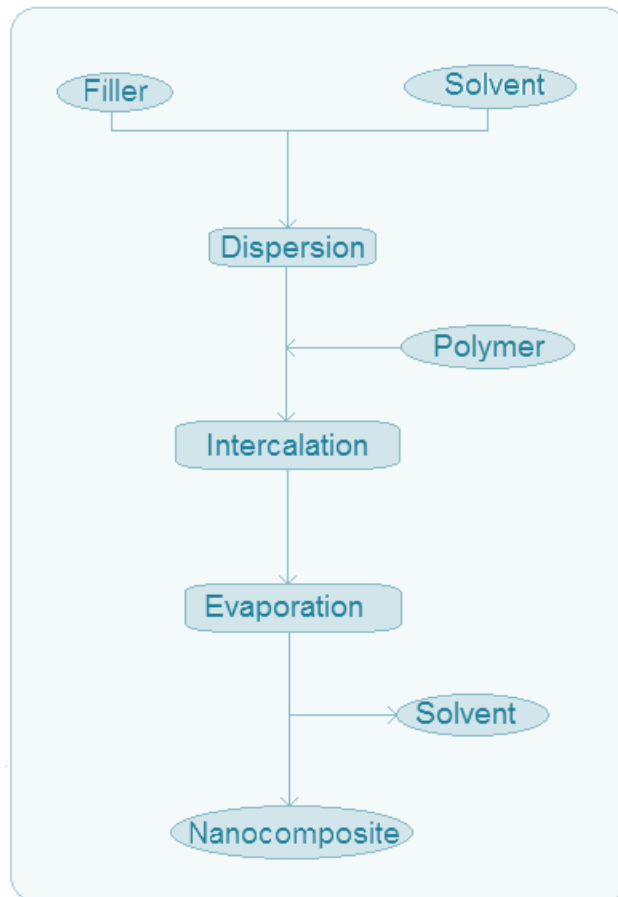 Filler
Solvent
Dispersion
Polymer
Intercalation
Evaporation
Solvent
Nanocomposite